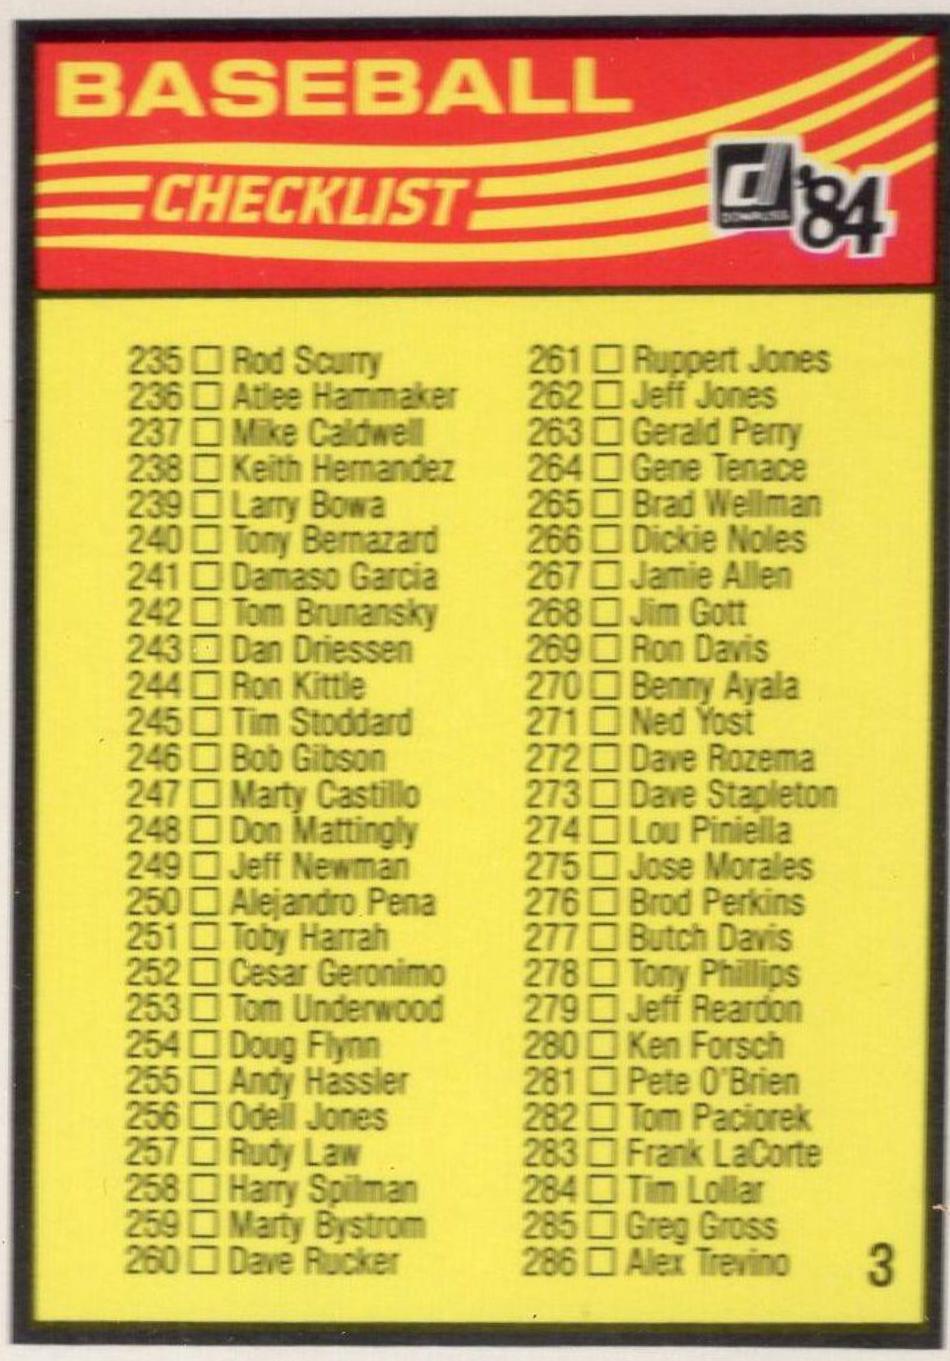 BASEBALL
CHECKLIST
d
DONRUSS
'84
235 Rod Scurry
236 Atlee Hammaker
237 Mike Caldwell
238 Keith Hernandez
239 Larry Bowa
240 Tony Bernazard
241 Damaso Garcia
242 Tom Brunansky
243 Dan Driessen
244 Ron Kittle
245 Tim Stoddard
246 Bob Gibson
247 Marty Castillo
248 Don Mattingly
249 Jeff Newman
250 Alejandro Pena
251 Toby Harrah
252 Cesar Geronimo
253 Tom Underwood
254 Doug Flynn
255 Andy Hassler
256 Odell Jones
257 Rudy Law
258 Harry Spilman
259 Marty Bystrom
260 Dave Rucker
261 Ruppert Jones
262 Jeff Jones
263 Gerald Perry
264 Gene Tenace
265 Brad Wellman
266 Dickie Noles
267 Jamie Allen
268 Jim Gott
269 Ron Davis
270 Benny Ayala
271 Ned Yost
272 Dave Rozema
273 Dave Stapleton
274 Lou Piniella
275 Jose Morales
276 Brod Perkins
277 Butch Davis
278 Tony Phillips
279 Jeff Reardon
280 Ken Forsch
281 Pete O'Brien
282 Tom Paciorek
283 Frank LaCorte
284 Tim Lollar
285 Greg Gross
286 Alex Trevino
3